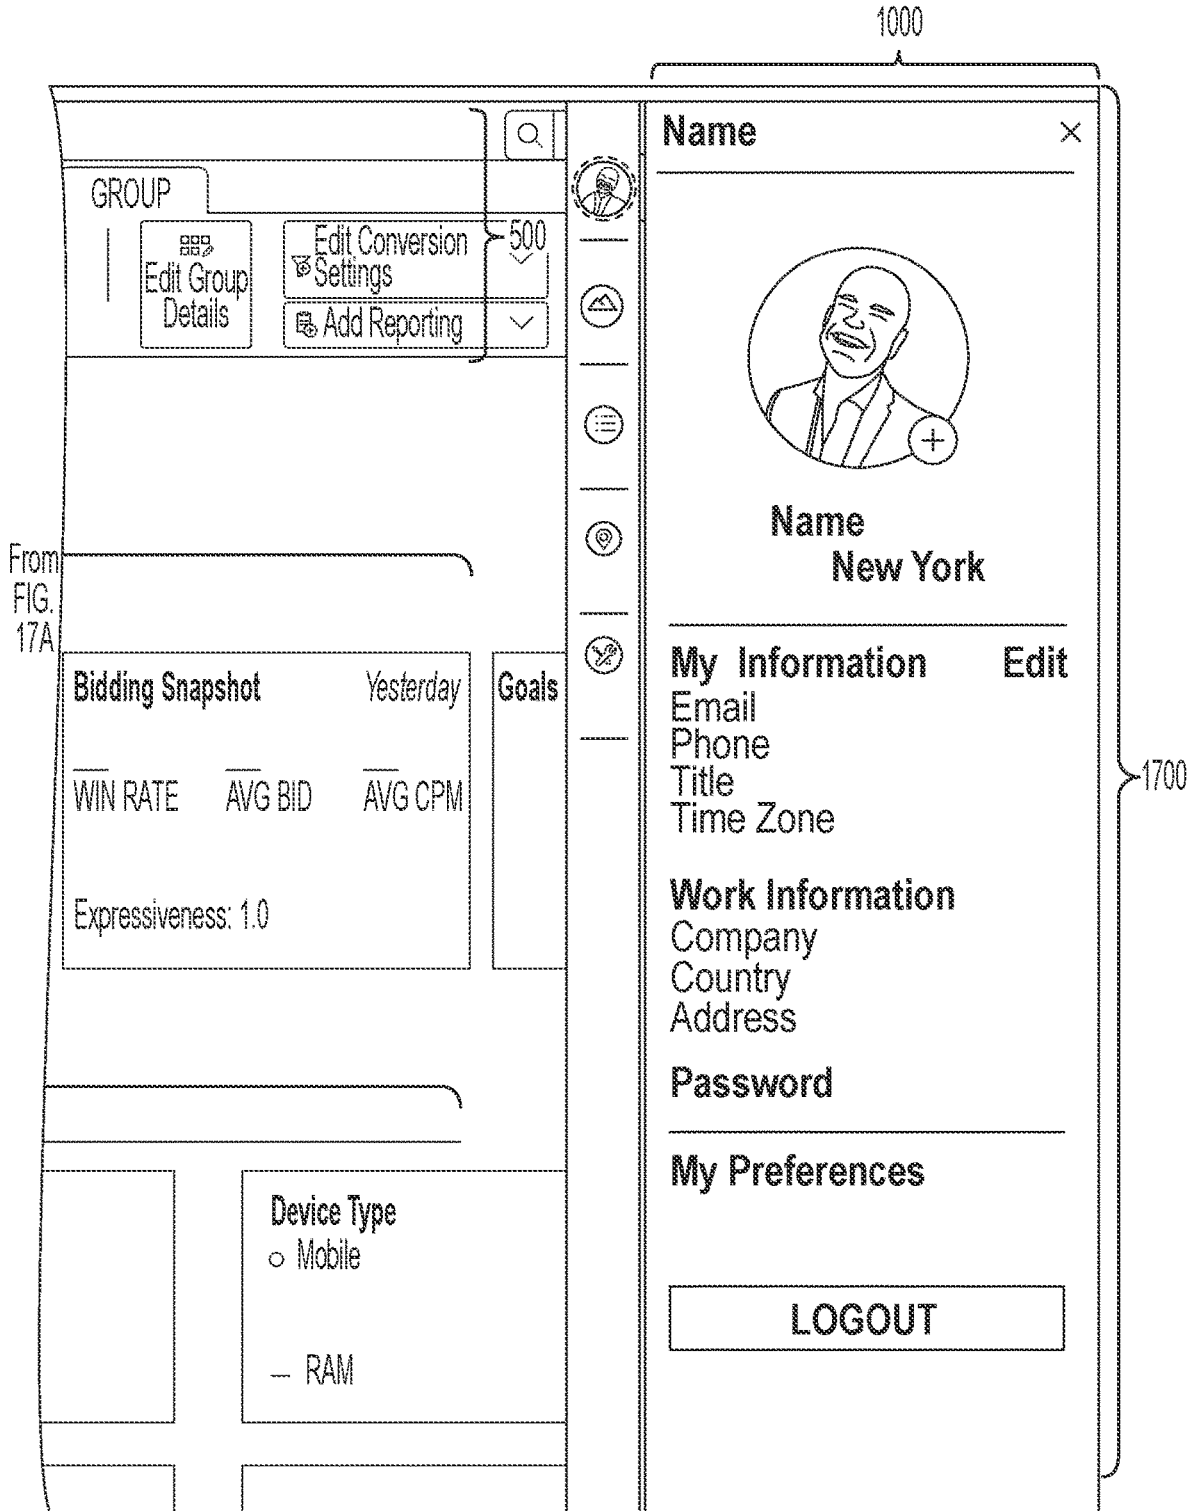 1000
Name
GROUP
Edit Group
Details
Edit Conversion
Settings
Add Reporting
500
From
FIG.
17A
Bidding Snapshot Yesterday
WIN RATE AVG BID AVG CPM
Expressiveness: 1.0
Goals
Device Type
Mobile
RAM
Name
New York
My Information Edit
Email
Phone
Title
Time Zone
Work Information
Company
Country
Address
Password
My Preferences
LOGOUT
1700